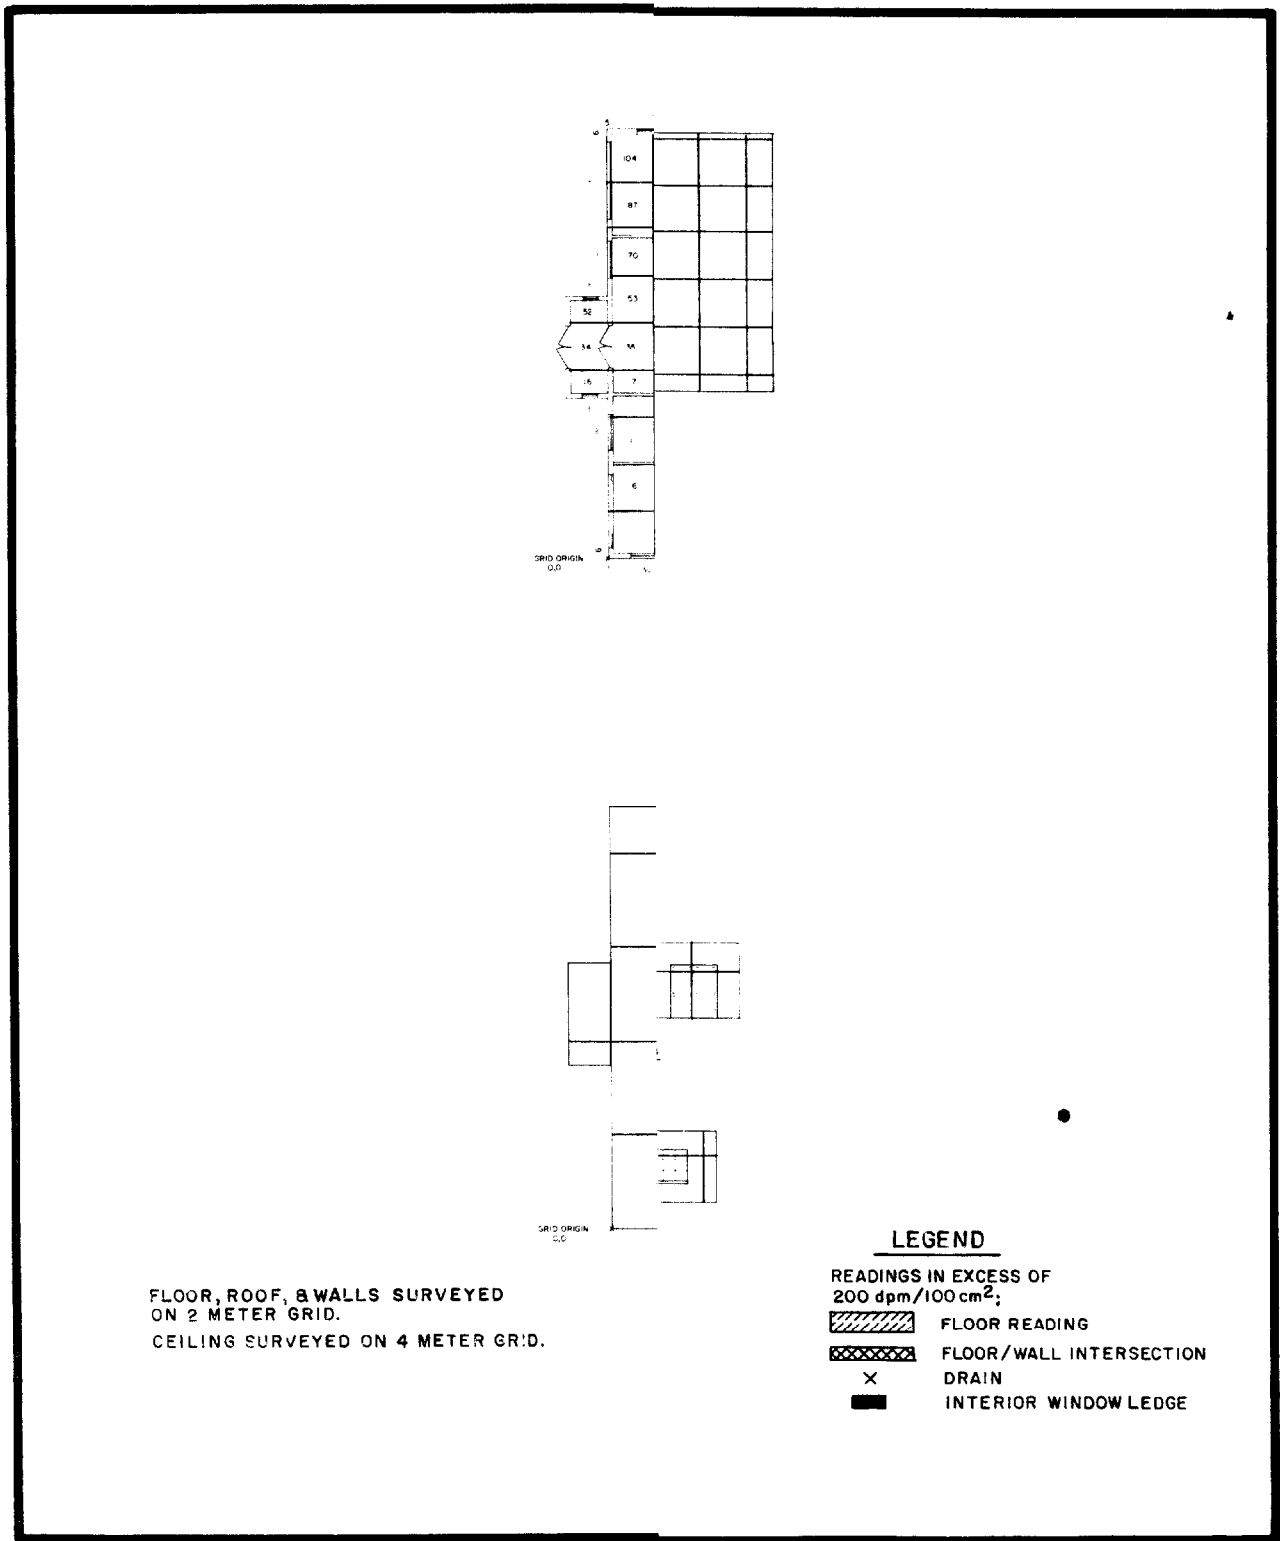 104
87
70
53
52
34
16
7
6
GRID ORIGIN
0,0
GRID ORIGIN
0,0
FLOOR, ROOF, & WALLS SURVEYED
ON 2 METER GRID.
CEILING SURVEYED ON 4 METER GRID.
LEGEND
READINGS IN EXCESS OF
200 dpm/100 cm²:
FLOOR READING
FLOOR/WALL INTERSECTION
DRAIN
INTERIOR WINDOW LEDGE